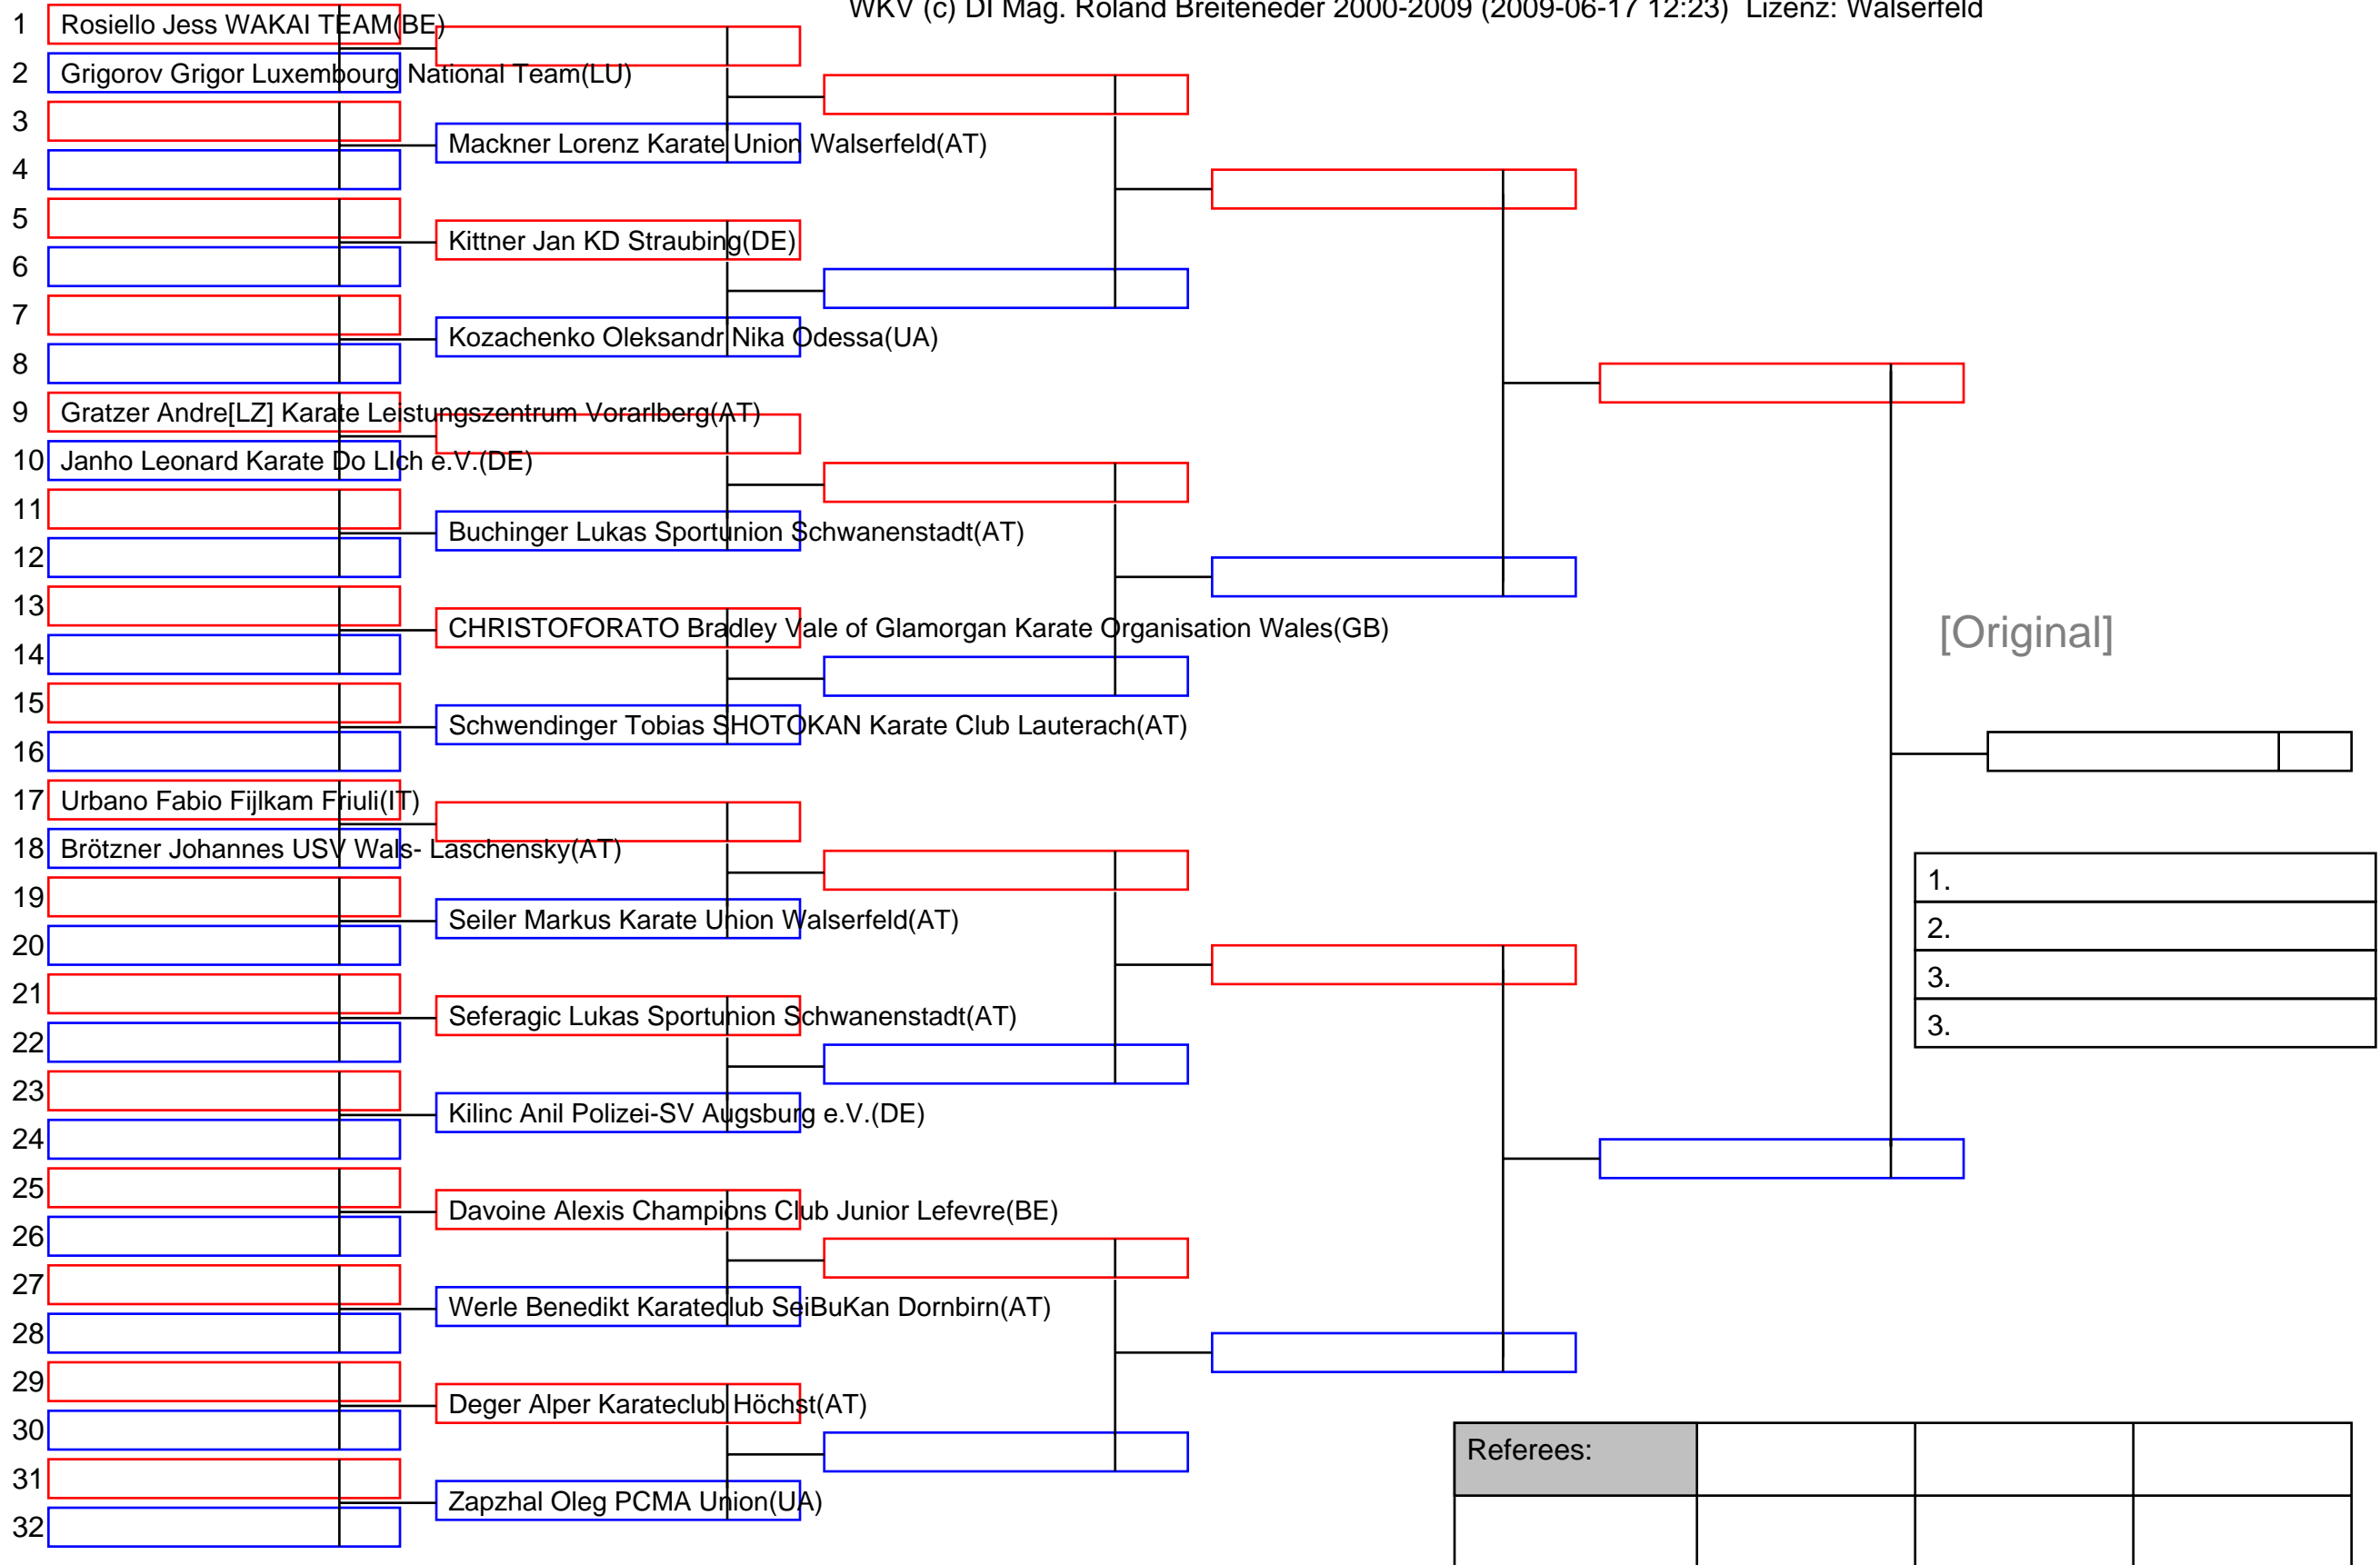 WKV (c) DI Mag. Roland Breiteneder 2000-2009 (2009-06-17 12:23)  Lizenz: Walserfeld
1 Rosiello Jess WAKAI TEAM(BE)
2 Grigorov Grigor Luxembourg National Team(LU)
3
Mackner Lorenz Karate Union Walserfeld(AT)
4
5
Kittner Jan KD Straubing(DE)
6
7
Kozachenko Oleksandr Nika Odessa(UA)
8
9 Gratzer Andre[LZ] Karate Leistungszentrum Vorarlberg(AT)
10 Janho Leonard Karate Do LIch e.V.(DE)
11
Buchinger Lukas Sportunion Schwanenstadt(AT)
12
13
CHRISTOFORATO Bradley Vale of Glamorgan Karate Organisation Wales(GB)
[Original]
14
15
Schwendinger Tobias SHOTOKAN Karate Club Lauterach(AT)
16
17 Urbano Fabio Fijlkam Friuli(IT)
18 Brötzner Johannes USV Wals- Laschensky(AT)
1.
19
Seiler Markus Karate Union Walserfeld(AT)
2.
20
3.
21
Seferagic Lukas Sportunion Schwanenstadt(AT)
3.
22
23
Kilinc Anil Polizei-SV Augsburg e.V.(DE)
24
25
Davoine Alexis Champions Club Junior Lefevre(BE)
26
27
Werle Benedikt Karateclub SeiBuKan Dornbirn(AT)
28
29
Deger Alper Karateclub Höchst(AT)
30
Referees:
31
Zapzhal Oleg PCMA Union(UA)
32